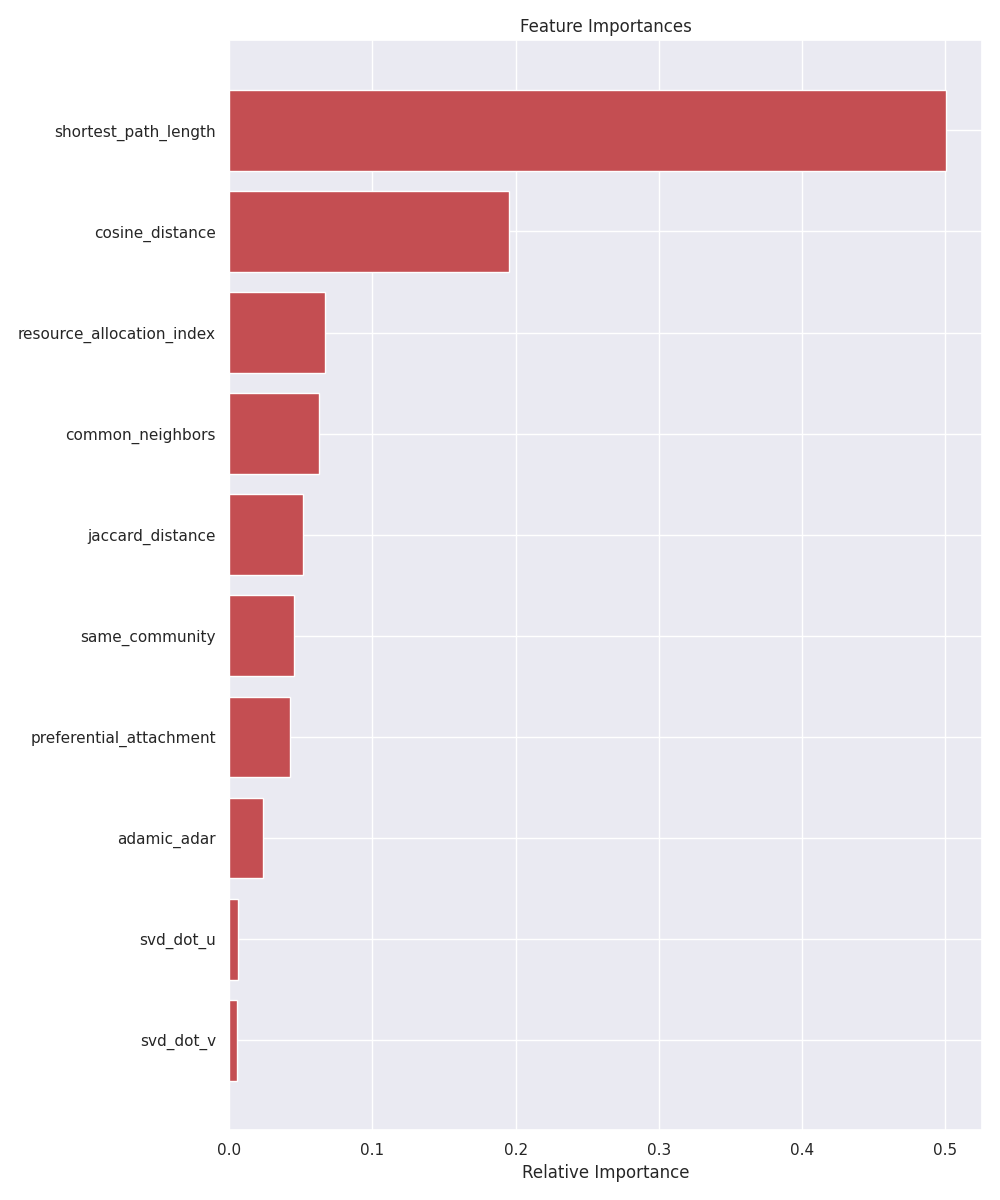 Feature Importances
shortest_path_length
cosine_distance
resource_allocation_index
common_neighbors
jaccard_distance
same_community
preferential_attachment
adamic_adar
svd_dot_u
svd_dot_v
0.0 0.1 0.2 0.3 0.4 0.5
Relative Importance